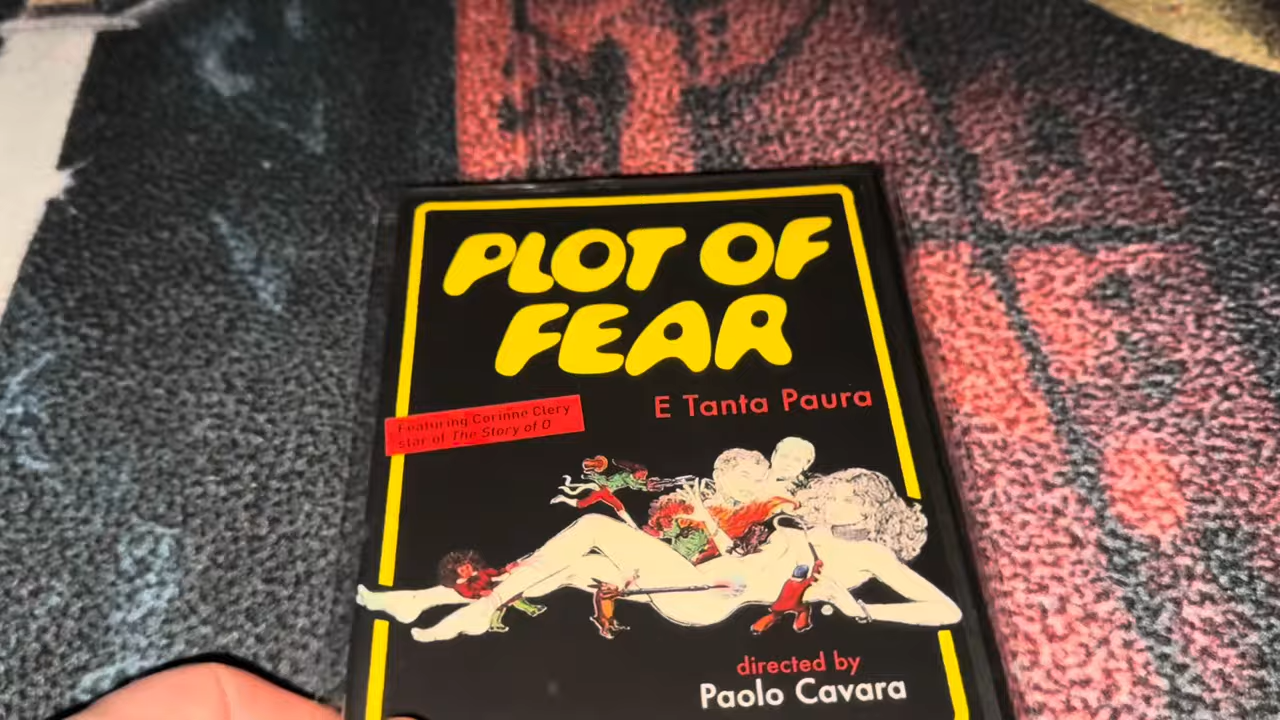 PLOT OF
FEAR
E Tanta Paura
Featuring Corinne Clery
star of The Story of O
directed by
Paolo Cavara